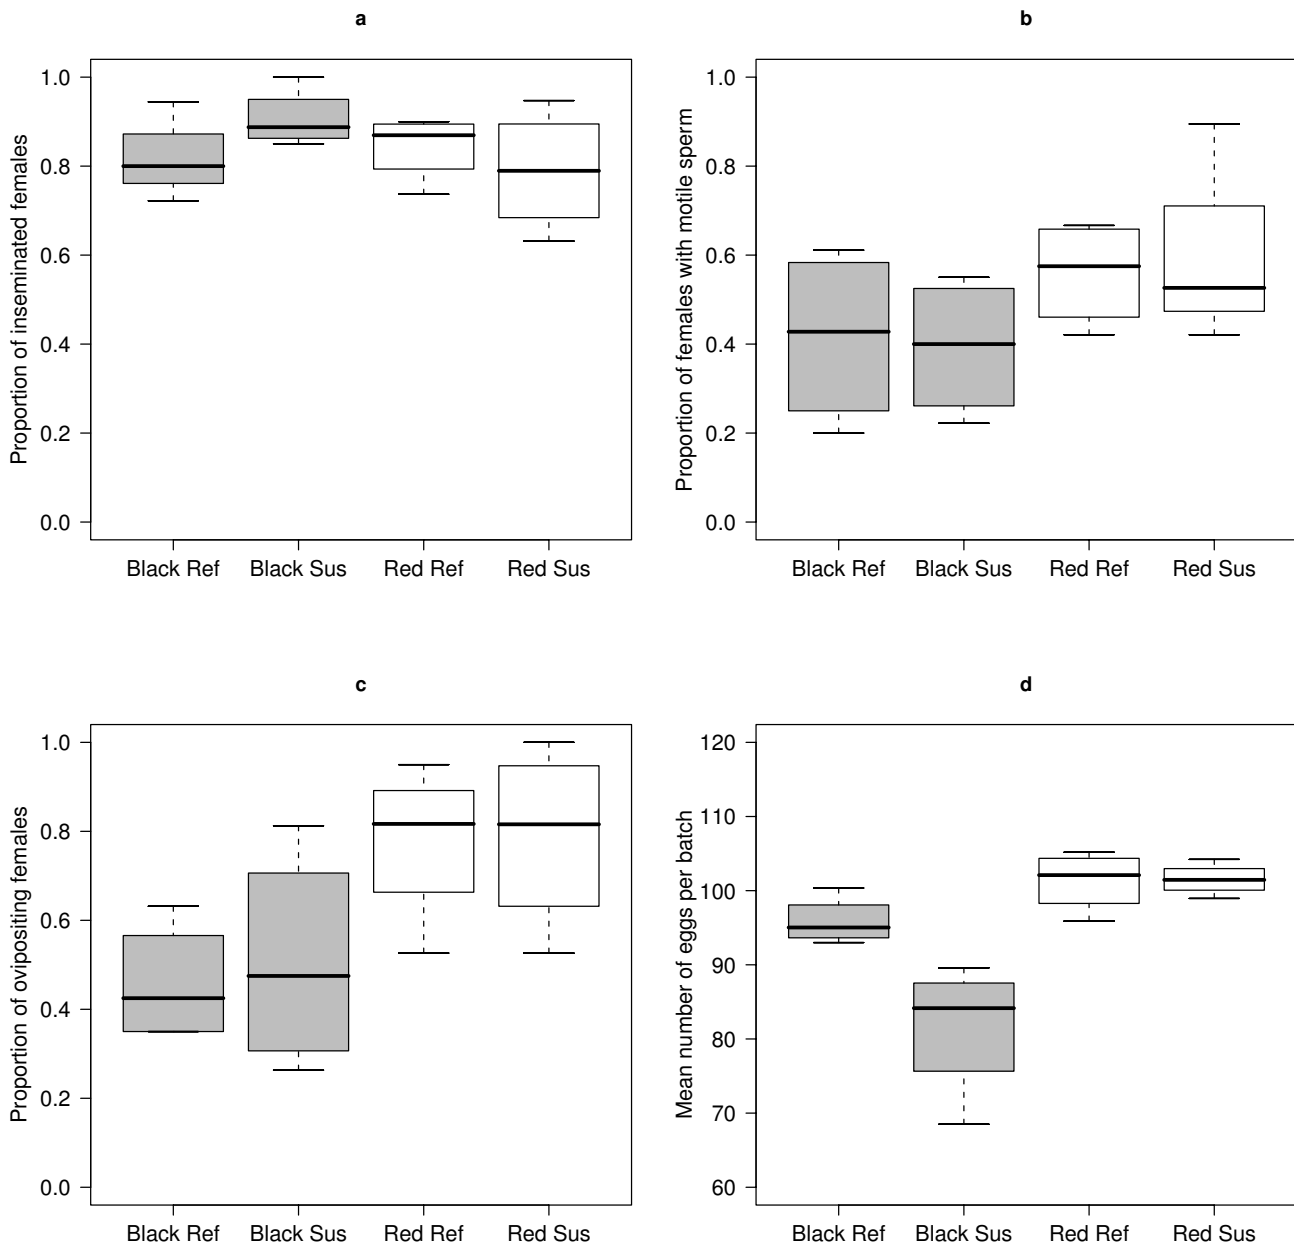 a
Proportion of inseminated females
1.0
0.8
0.6
0.4
0.2
0.0
Black Ref Black Sus Red Ref Red Sus
b
Proportion of females with motile sperm
1.0
0.8
0.6
0.4
0.2
0.0
Black Ref Black Sus Red Ref Red Sus
c
Proportion of ovipositing females
1.0
0.8
0.6
0.4
0.2
0.0
Black Ref Black Sus Red Ref Red Sus
d
Mean number of eggs per batch
120
110
100
90
80
70
60
Black Ref Black Sus Red Ref Red Sus